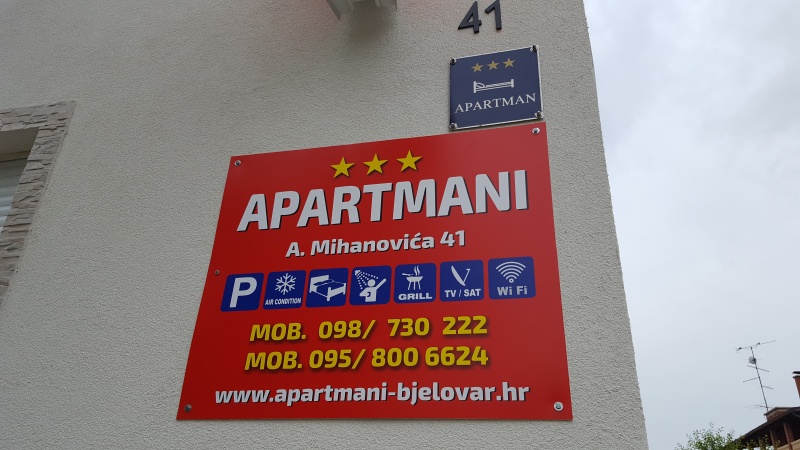 41
APARTMAN
APARTMANI
A. Mihanovića 41
P AIR CONDITION GRILL TV / SAT Wi Fi
MOB. 098/ 730 222
MOB. 095/ 800 6624
www.apartmani-bjelovar.hr